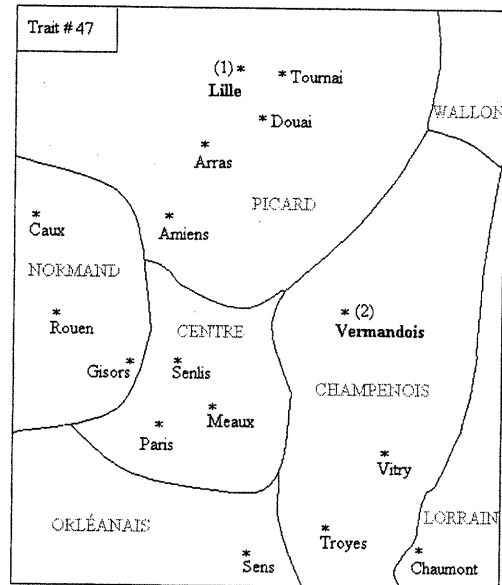 Trait # 47
(1) * * Tournai
Lille
* Douai
WALLON
*
Arras
PICARD
*
Caux
*
Amiens
NORMAND
*
Rouen
CENTRE
* (2)
Vermandois
Gisors *
*
Senlis
CHAMPENOIS
*
Meaux
*
Paris
*
Vitry
ORLÉANAIS
LORRAIN
*
Troyes
*
Sens
*
Chaumont